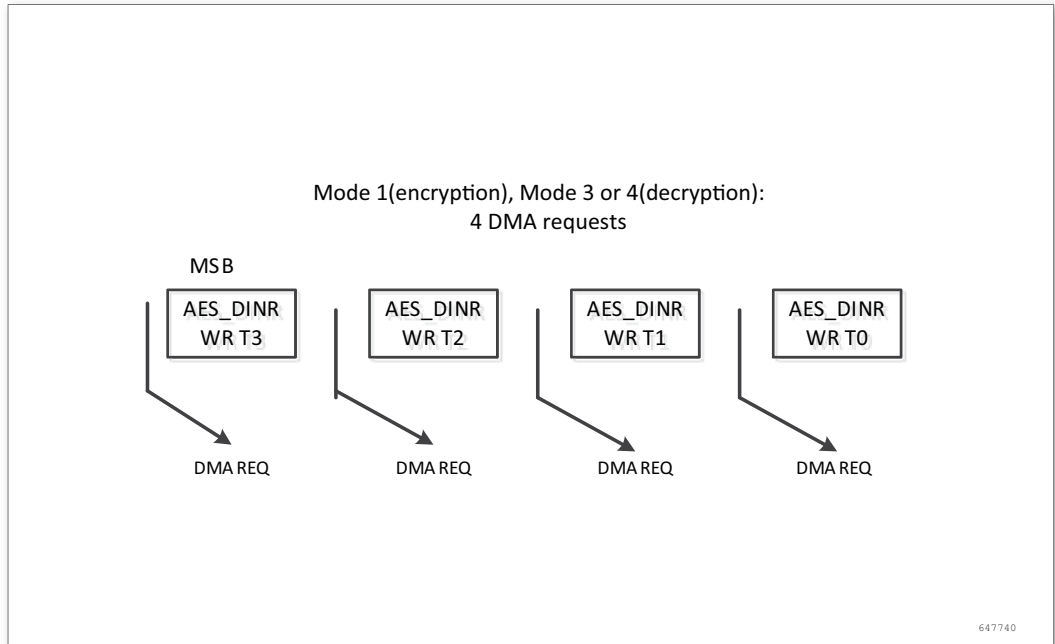 Mode 1(encryption), Mode 3 or 4(decryption):
4 DMA requests
MSB
AES_DINR
WR T3
AES_DINR
WR T2
AES_DINR
WR T1
AES_DINR
WR T0
DMA REQ
DMA REQ
DMA REQ
DMA REQ
647740